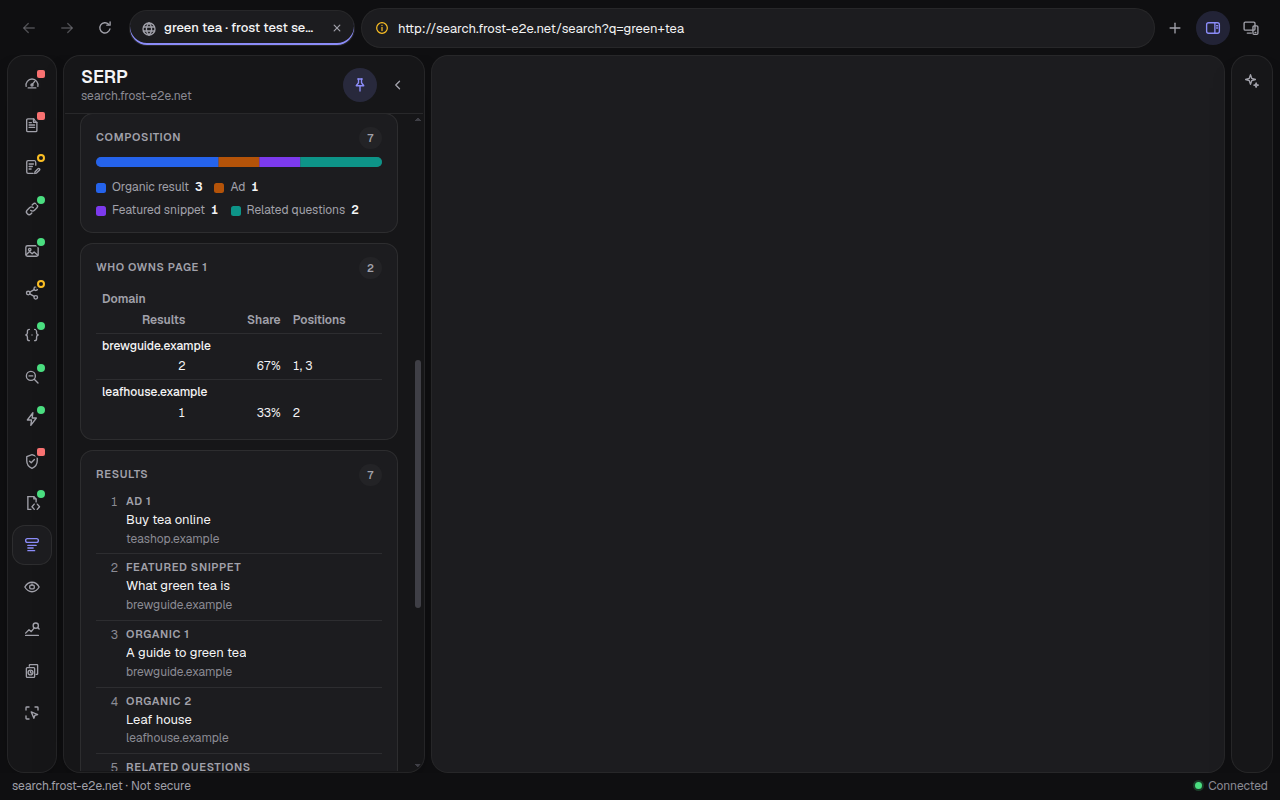 green tea · frost test se...
http://search.frost-e2e.net/search?q=green+tea
SERP
search.frost-e2e.net
COMPOSITION 7
Organic result 3 Ad 1
Featured snippet 1 Related questions 2
WHO OWNS PAGE 1 2
Domain
Results Share Positions
brewguide.example
2 67% 1, 3
leafhouse.example
1 33% 2
RESULTS 7
1 AD 1
Buy tea online
teashop.example
2 FEATURED SNIPPET
What green tea is
brewguide.example
3 ORGANIC 1
A guide to green tea
brewguide.example
4 ORGANIC 2
Leaf house
leafhouse.example
5 RELATED QUESTIONS
search.frost-e2e.net · Not secure
Connected